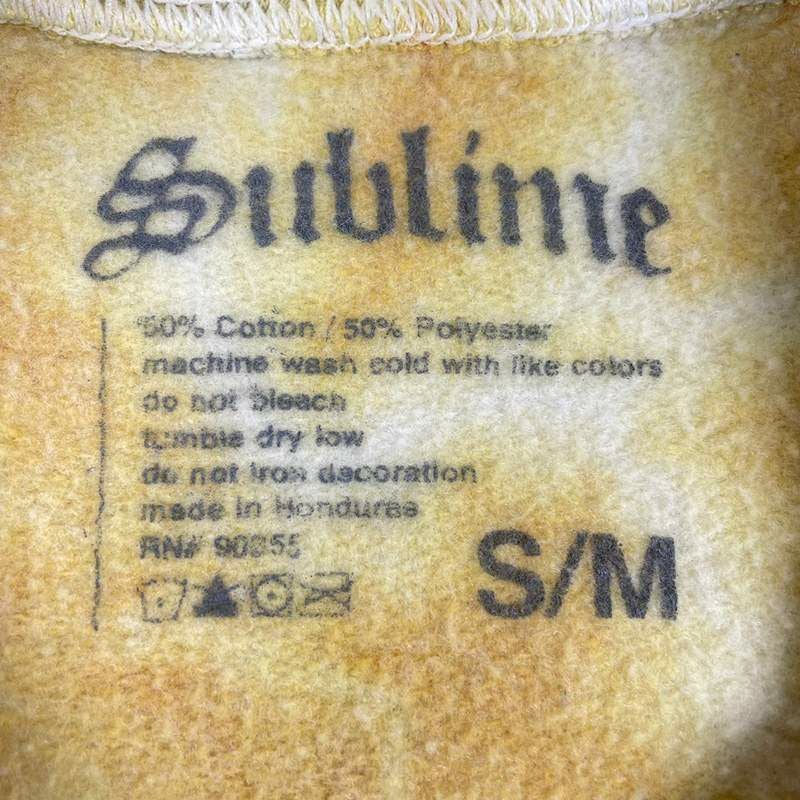 Sublime
50% Cotton / 50% Polyester
machine wash cold with like colors
do not bleach
tumble dry low
do not iron decoration
made in Honduras
RN# 90355
S/M